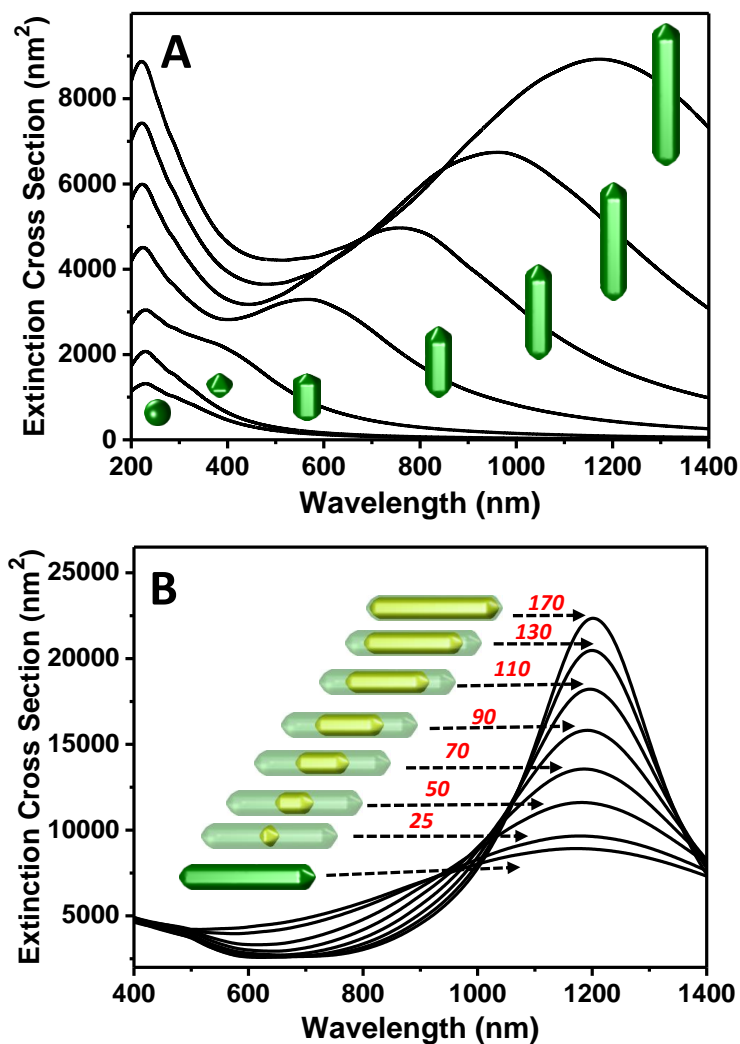 A
Extinction Cross Section (nm²)
8000
6000
4000
2000
0
200 400 600 800 1000 1200 1400
Wavelength (nm)
B
Extinction Cross Section (nm²)
25000
20000
15000
10000
5000
170
130
110
90
70
50
25
400 600 800 1000 1200 1400
Wavelength (nm)